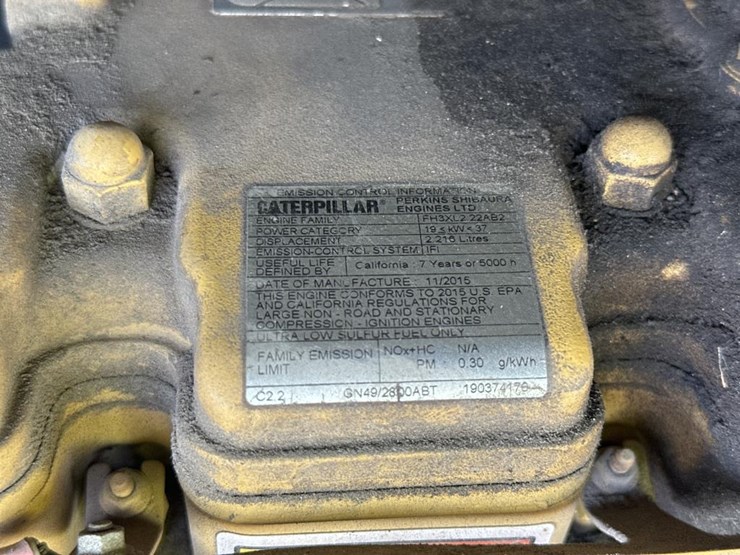 EMISSION CONTROL INFORMATION
CATERPILLAR® PERKINS SHIBAURA ENGINES LTD
ENGINE FAMILY FH3XL2.22AB2
POWER CATEGORY 19 ≤ kW < 37
DISPLACEMENT 2.216 Litres
EMISSION-CONTROL SYSTEM IFI
USEFUL LIFE DEFINED BY California : 7 Years or 5000 h
DATE OF MANUFACTURE : 11/2015
THIS ENGINE CONFORMS TO 2015 U.S. EPA
AND CALIFORNIA REGULATIONS FOR
LARGE NON - ROAD AND STATIONARY
COMPRESSION - IGNITION ENGINES
ULTRA LOW SULFUR FUEL ONLY
FAMILY EMISSION LIMIT NOx+HC N/A
PM 0.30 g/kWh
C2.2 GN49/2800ABT